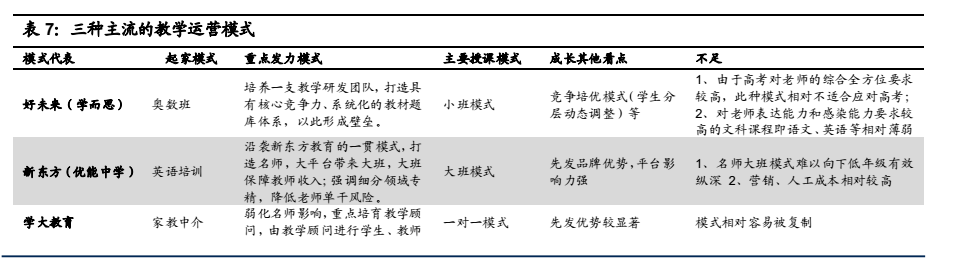 表 7：三种主流的教学运营模式
模式代表 起家模式 重点发力模式 主要授课模式 成长其他看点 不足
好未来（学而思） 奥数班 培养一支教学研发团队，打造具有核心竞争力、系统化的教材题库体系，以此形成壁垒。 小班模式 竞争培优模式（学生分层动态调整）等 1、由于高考对老师的综合全方位要求较高，此种模式相对不适合应对高考；2、对老师表达能力和感染能力要求较高的文科课程即语文、英语等相对薄弱
新东方（优能中学） 英语培训 沿袭新东方教育的一贯模式，打造名师，大平台带来大班，大班保障教师收入；强调细分领域专精，降低老师单干风险。 大班模式 先发品牌优势，平台影响力强 1、名师大班模式难以向下低年级有效纵深 2、营销、人工成本相对较高
学大教育 家教中介 弱化名师影响，重点培育教学顾问，由教学顾问进行学生、教师 一对一模式 先发优势较显著 模式相对容易被复制